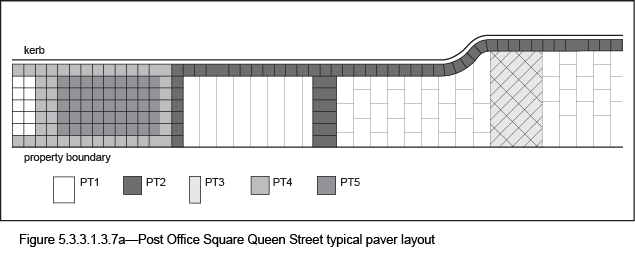 kerb
property boundary
PT1 PT2 PT3 PT4 PT5
Figure 5.3.3.1.3.7a—Post Office Square Queen Street typical paver layout